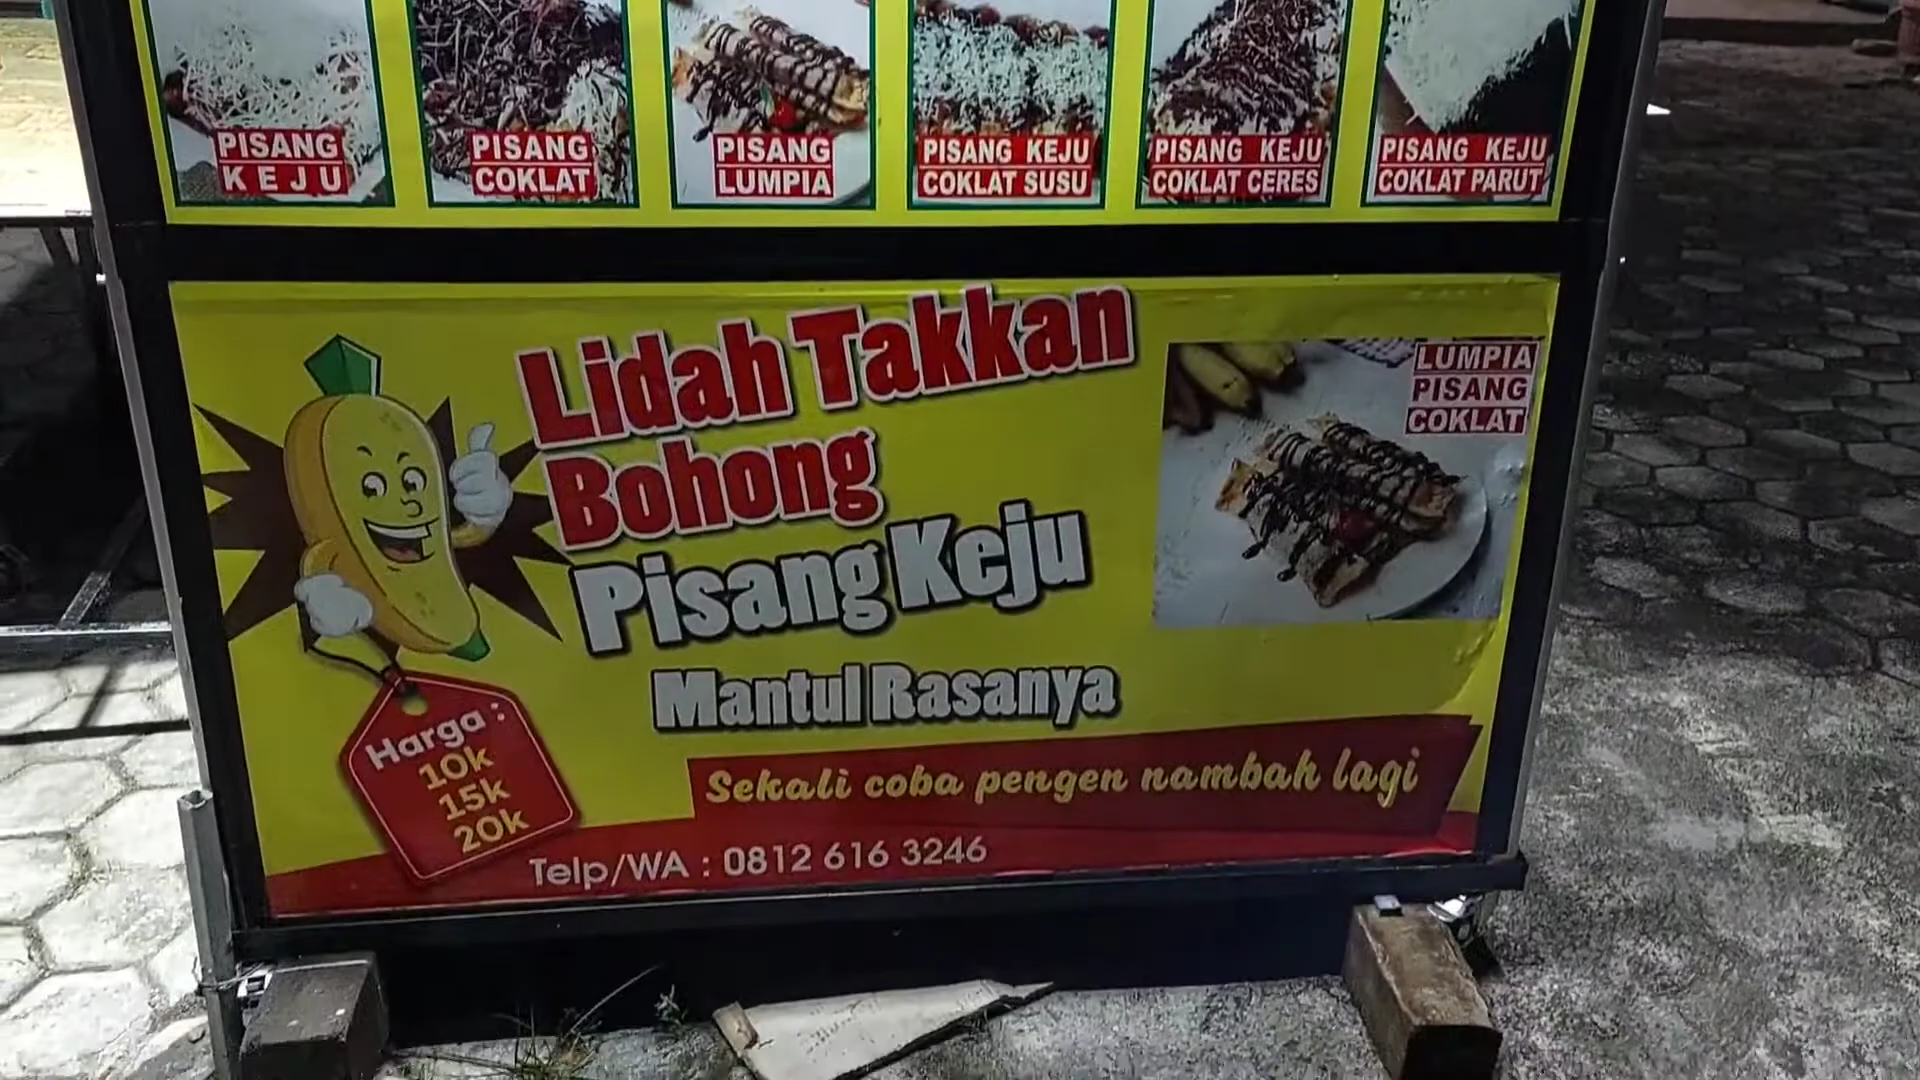 PISANG
KEJU
PISANG
COKLAT
PISANG
LUMPIA
PISANG KEJU
COKLAT SUSU
PISANG KEJU
COKLAT CERES
PISANG KEJU
COKLAT PARUT
Lidah Takkan
Bohong
Pisang Keju
Mantul Rasanya
LUMPIA
PISANG
COKLAT
Harga :
10k
15k
20k
Sekali coba pengen nambah lagi
Telp/WA : 0812 616 3246